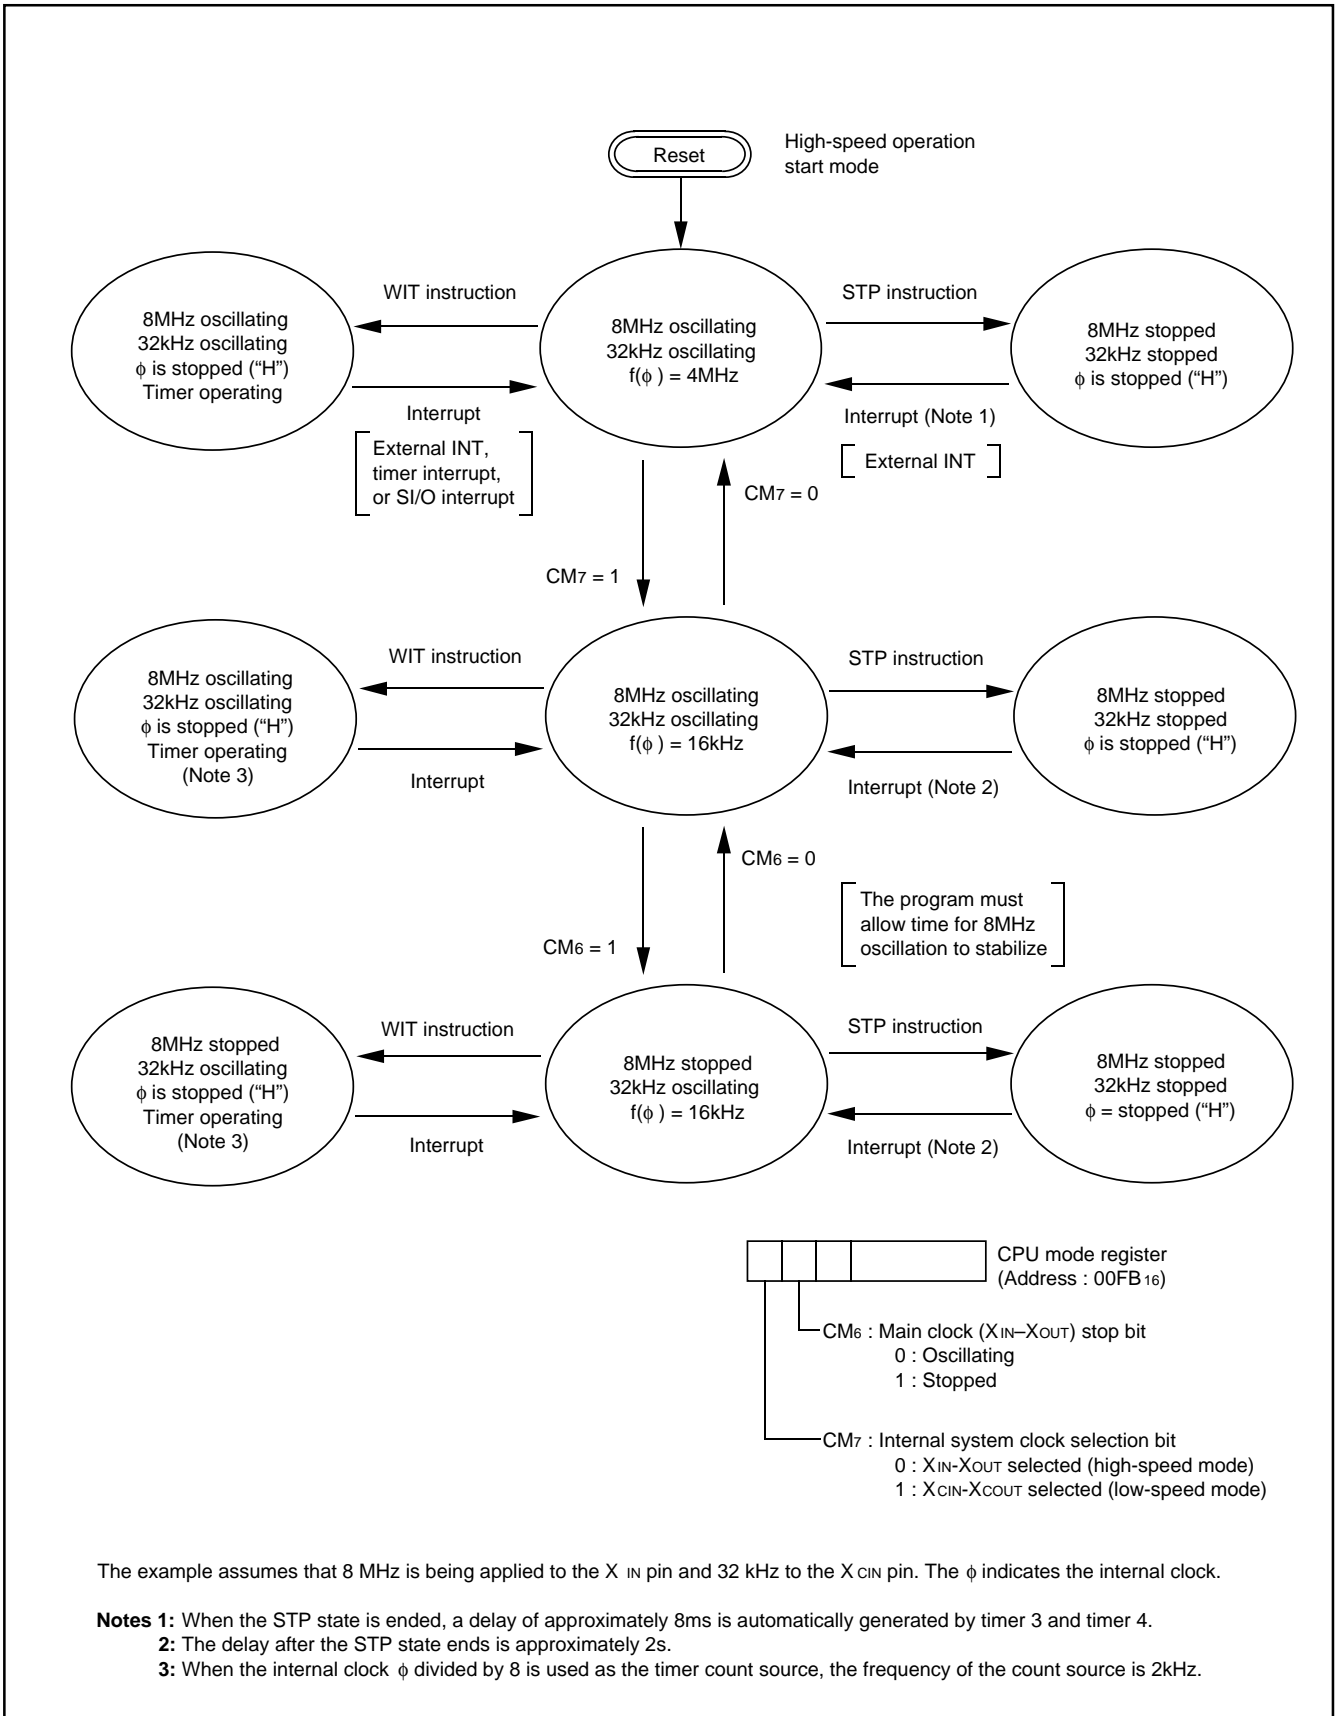 Reset
High-speed operation
start mode
WIT instruction
STP instruction
8MHz oscillating
32kHz oscillating
ϕ is stopped (“H”)
Timer operating
8MHz oscillating
32kHz oscillating
f(ϕ ) = 4MHz
8MHz stopped
32kHz stopped
ϕ is stopped (“H”)
Interrupt
External INT,
timer interrupt,
or SI/O interrupt
Interrupt (Note 1)
External INT
CM7 = 0
CM7 = 1
WIT instruction
STP instruction
8MHz oscillating
32kHz oscillating
ϕ is stopped (“H”)
Timer operating
(Note 3)
8MHz oscillating
32kHz oscillating
f(ϕ ) = 16kHz
8MHz stopped
32kHz stopped
ϕ is stopped (“H”)
Interrupt
Interrupt (Note 2)
CM6 = 0
The program must
allow time for 8MHz
oscillation to stabilize
CM6 = 1
WIT instruction
STP instruction
8MHz stopped
32kHz oscillating
ϕ is stopped (“H”)
Timer operating
(Note 3)
8MHz stopped
32kHz oscillating
f(ϕ ) = 16kHz
8MHz stopped
32kHz stopped
ϕ = stopped (“H”)
Interrupt
Interrupt (Note 2)
CPU mode register
(Address : 00FB16)
CM6 : Main clock (XIN–XOUT) stop bit
0 : Oscillating
1 : Stopped
CM7 : Internal system clock selection bit
0 : XIN-XOUT selected (high-speed mode)
1 : XCIN-XCOUT selected (low-speed mode)
The example assumes that 8 MHz is being applied to the X IN pin and 32 kHz to the X CIN pin. The ϕ indicates the internal clock.
Notes 1: When the STP state is ended, a delay of approximately 8ms is automatically generated by timer 3 and timer 4.
2: The delay after the STP state ends is approximately 2s.
3: When the internal clock ϕ divided by 8 is used as the timer count source, the frequency of the count source is 2kHz.